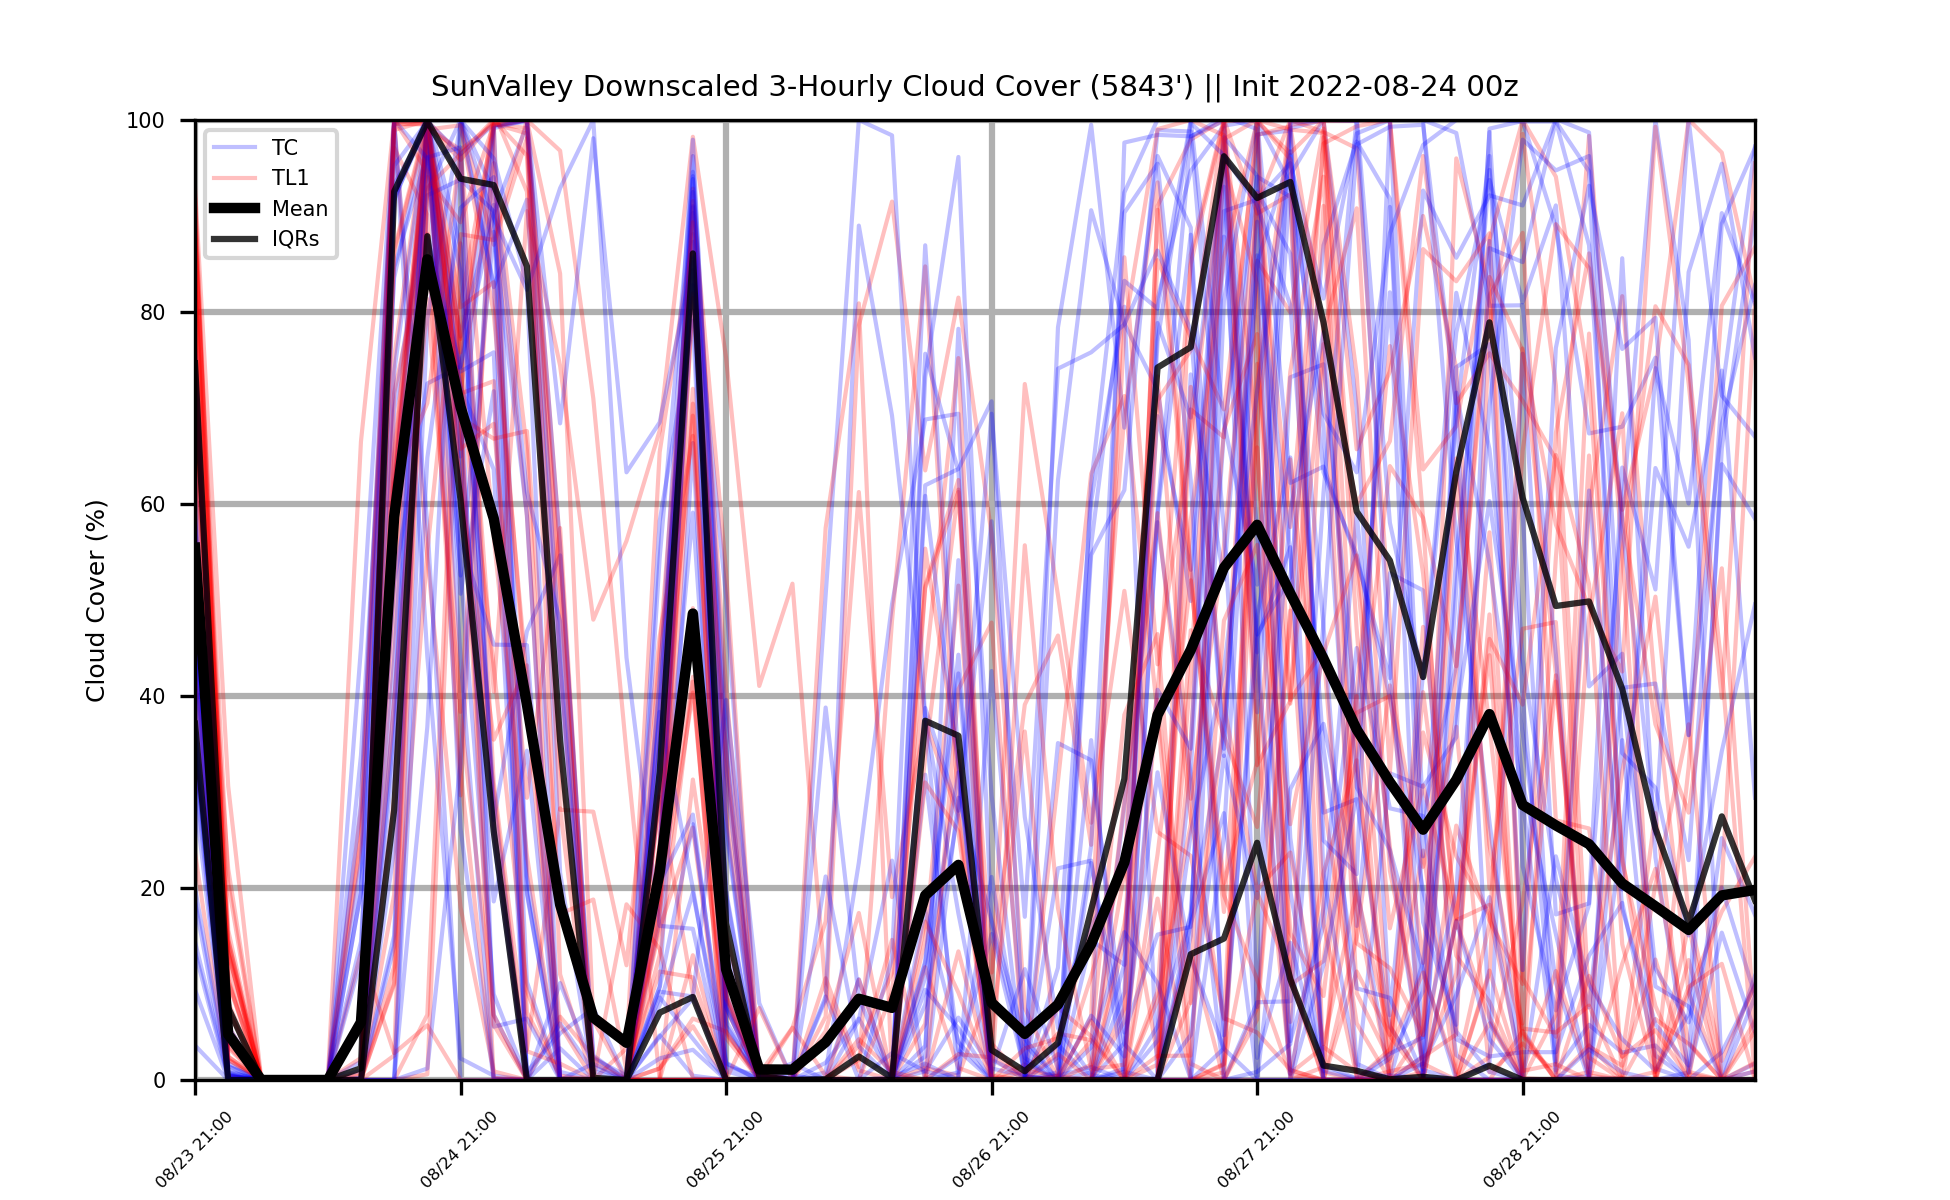 SunValley Downscaled 3-Hourly Cloud Cover (5843') || Init 2022-08-24 00z
100
80
60
40
20
0
Cloud Cover (%)
TC
TL1
Mean
IQRs
08/23 21:00
08/24 21:00
08/25 21:00
08/26 21:00
08/27 21:00
08/28 21:00